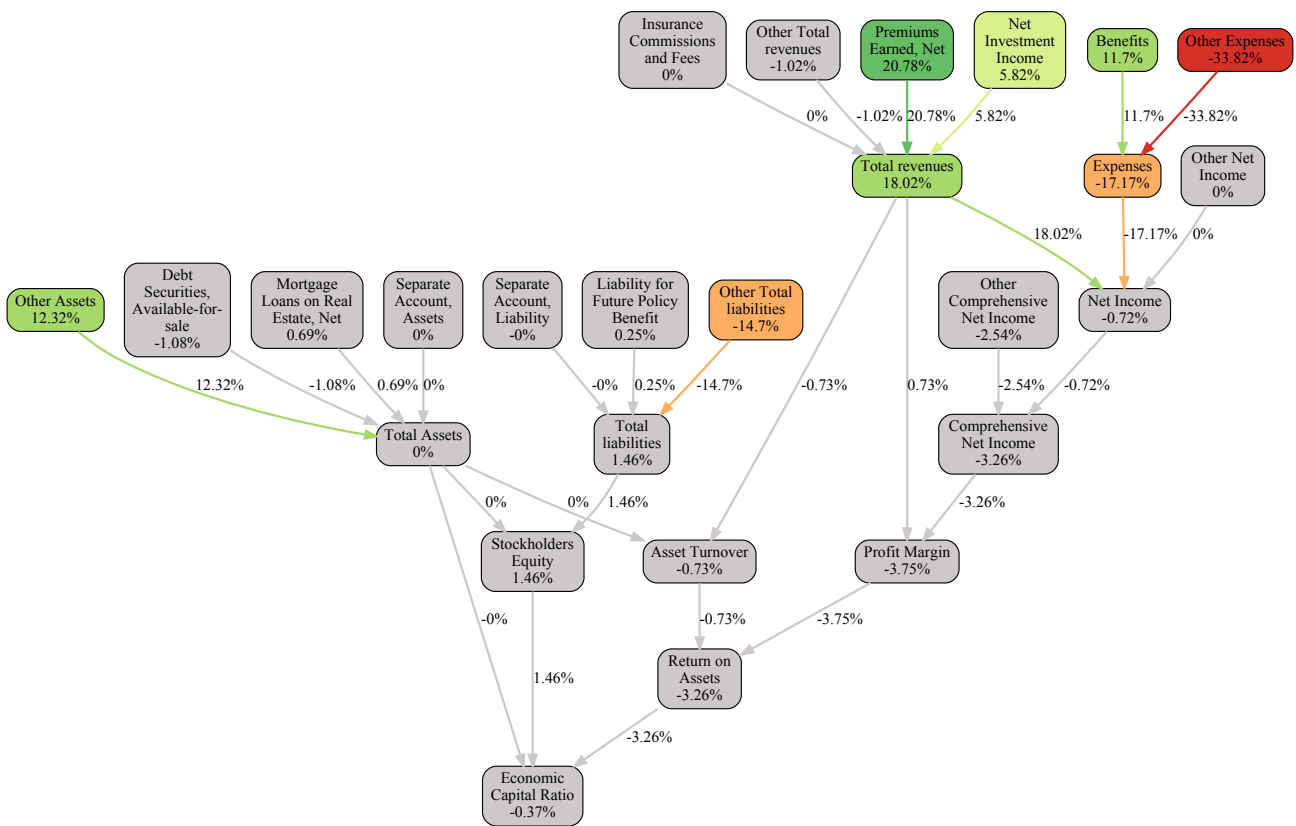 Insurance
Commissions
and Fees
0%
Other Total
revenues
-1.02%
Premiums
Earned, Net
20.78%
Net
Investment
Income
5.82%
Benefits
11.7%
Other Expenses
-33.82%
0%
-1.02%
20.78%
5.82%
11.7%
-33.82%
Total revenues
18.02%
Expenses
-17.17%
Other Net
Income
0%
18.02%
-17.17%
0%
Other Assets
12.32%
Debt
Securities,
Available-for-
sale
-1.08%
Mortgage
Loans on Real
Estate, Net
0.69%
Separate
Account,
Assets
0%
Separate
Account,
Liability
-0%
Liability for
Future Policy
Benefit
0.25%
Other Total
liabilities
-14.7%
Other
Comprehensive
Net Income
-2.54%
Net Income
-0.72%
12.32%
-1.08%
0.69%
0%
-0%
0.25%
-14.7%
-0.73%
0.73%
-2.54%
-0.72%
Total Assets
0%
Total
liabilities
1.46%
Comprehensive
Net Income
-3.26%
0%
0%
1.46%
-3.26%
Stockholders
Equity
1.46%
Asset Turnover
-0.73%
Profit Margin
-3.75%
-0%
-0.73%
-3.75%
1.46%
Return on
Assets
-3.26%
-3.26%
Economic
Capital Ratio
-0.37%